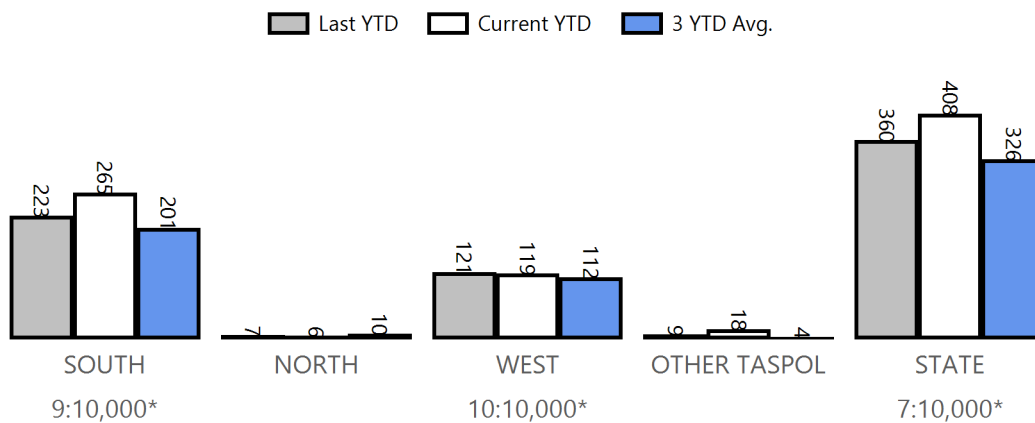 Last YTD Current YTD 3 YTD Avg.
223 265 201 7 6 10 121 119 112 9 18 4 360 408 326
SOUTH NORTH WEST OTHER TASPOL STATE
9:10,000* 10:10,000* 7:10,000*